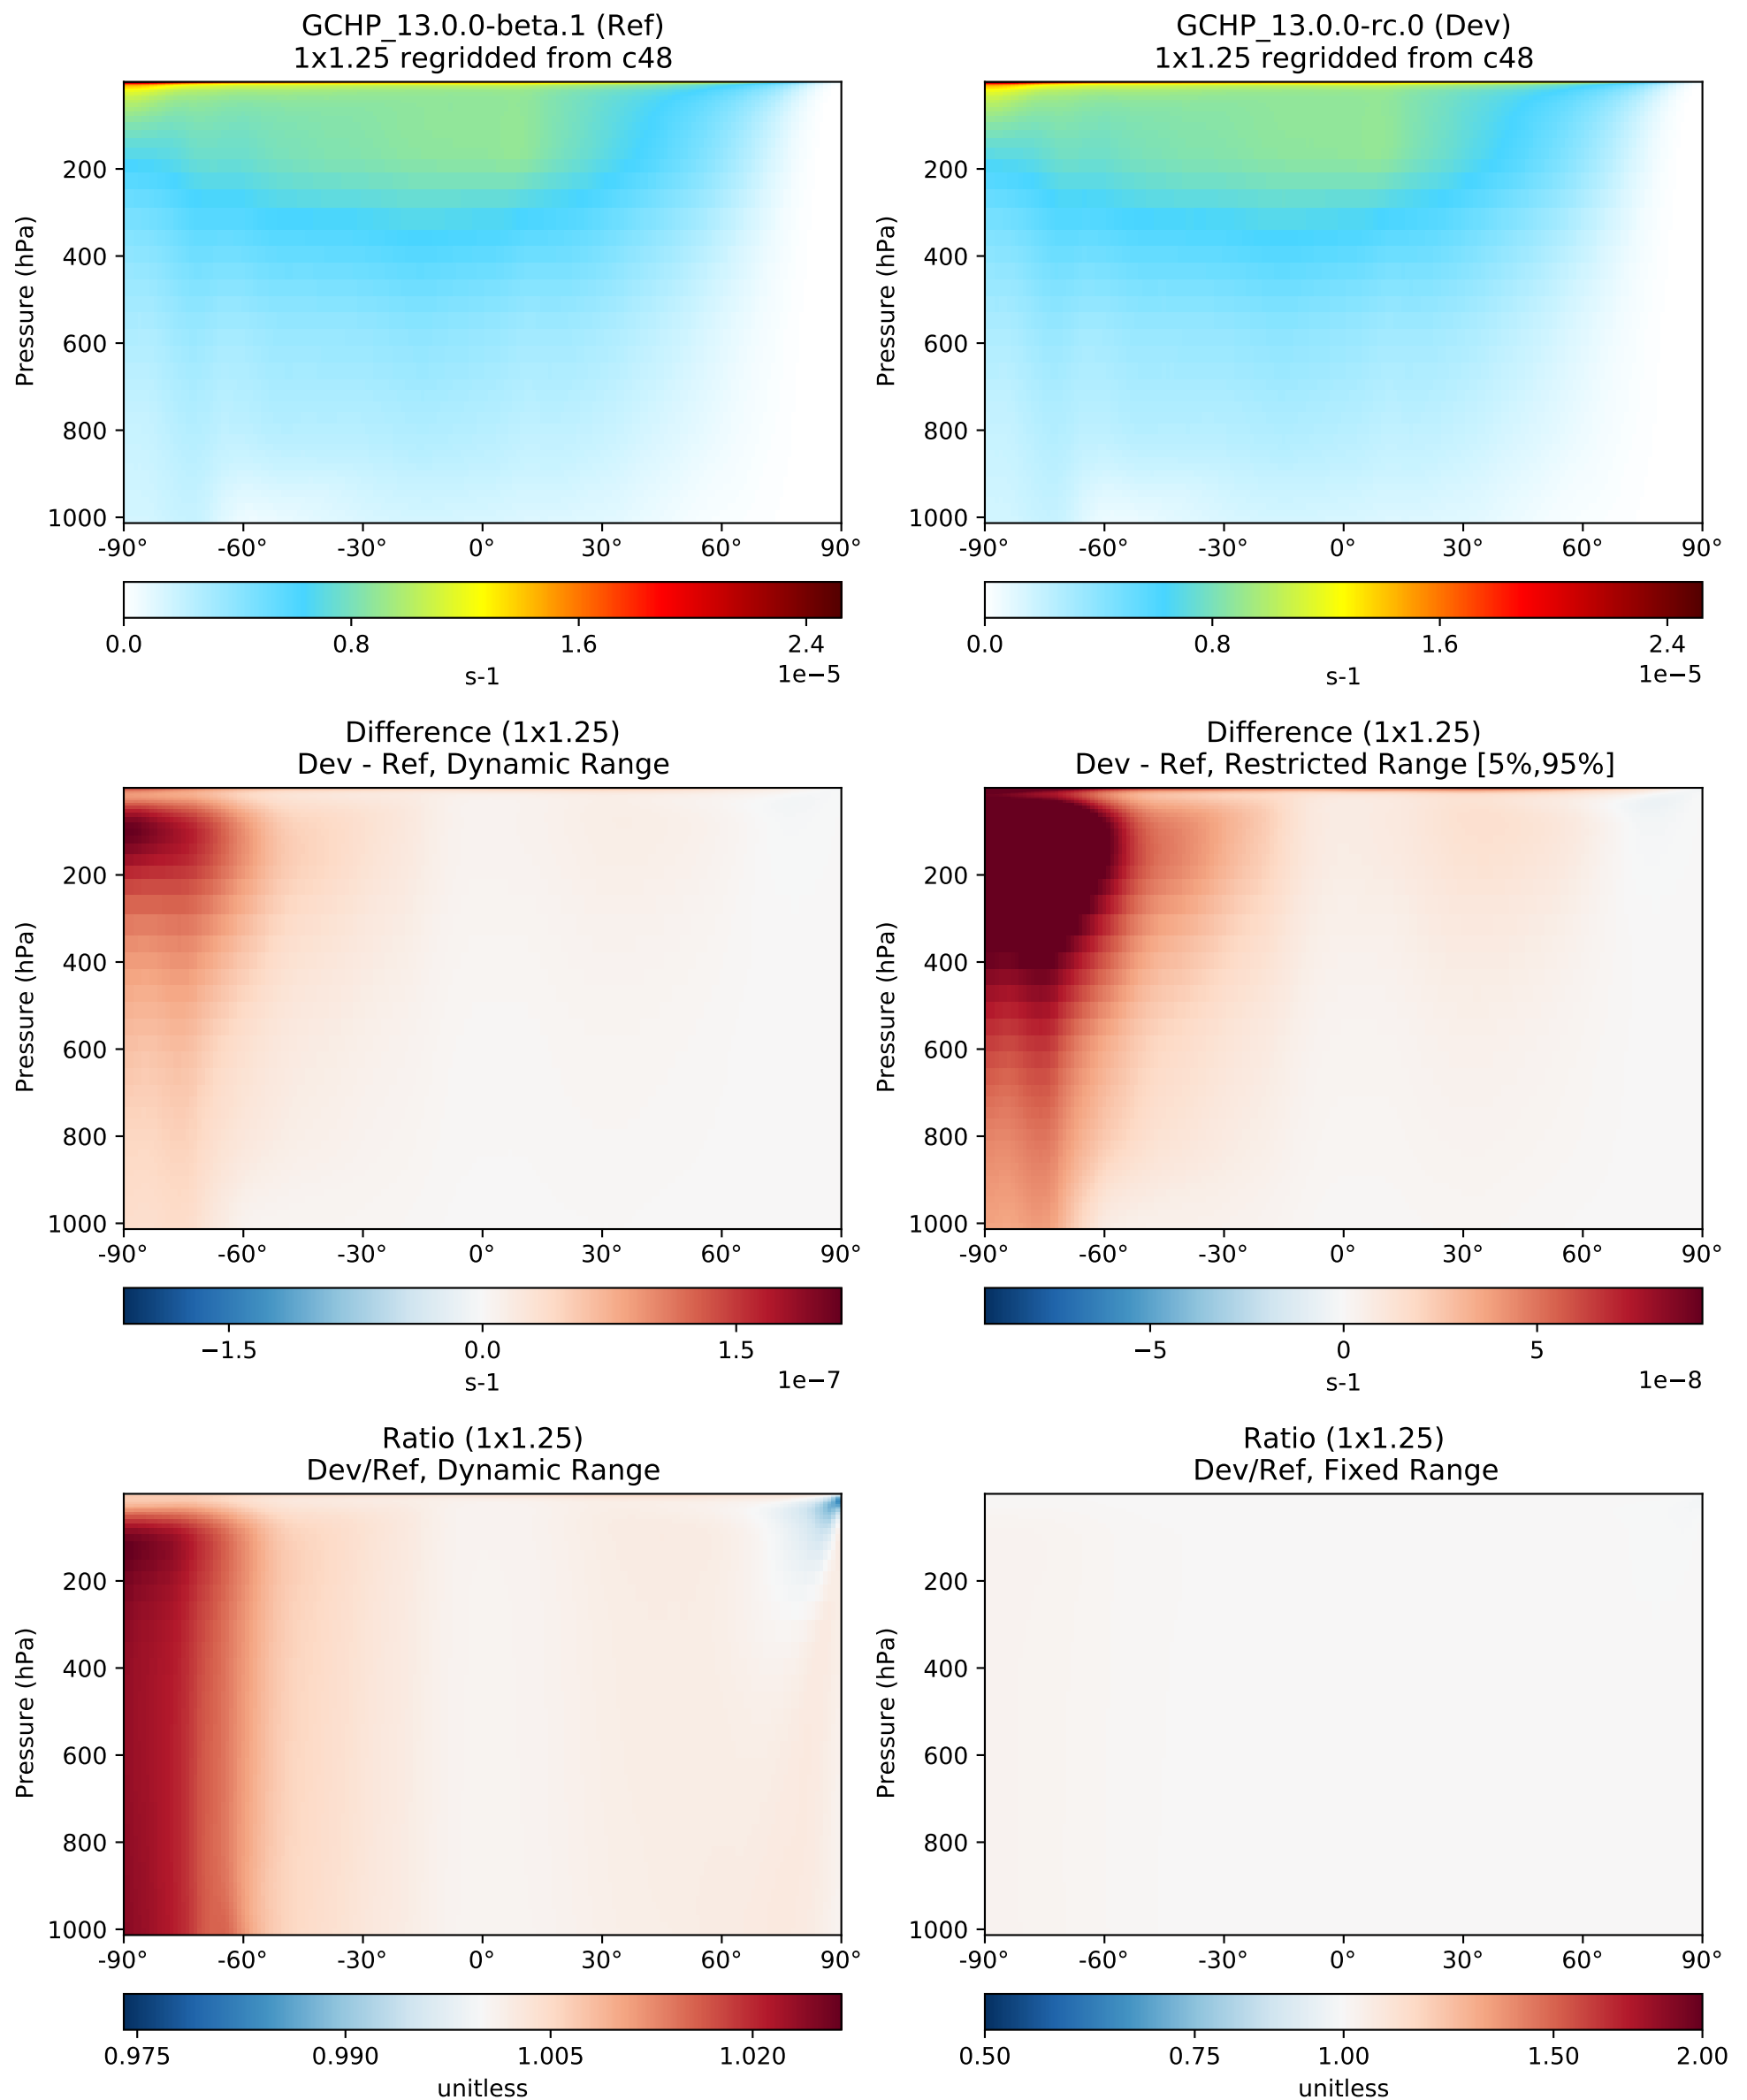 GCHP_13.0.0-beta.1 (Ref)
1x1.25 regridded from c48
Pressure (hPa)
200
400
600
800
1000
-90° -60° -30° 0° 30° 60° 90°
0.0 0.8 1.6 2.4
1e−5
s-1
GCHP_13.0.0-rc.0 (Dev)
1x1.25 regridded from c48
Pressure (hPa)
200
400
600
800
1000
-90° -60° -30° 0° 30° 60° 90°
0.0 0.8 1.6 2.4
1e−5
s-1
Difference (1x1.25)
Dev - Ref, Dynamic Range
Pressure (hPa)
200
400
600
800
1000
-90° -60° -30° 0° 30° 60° 90°
−1.5 0.0 1.5
1e−7
s-1
Difference (1x1.25)
Dev - Ref, Restricted Range [5%,95%]
Pressure (hPa)
200
400
600
800
1000
-90° -60° -30° 0° 30° 60° 90°
−5 0 5
1e−8
s-1
Ratio (1x1.25)
Dev/Ref, Dynamic Range
Pressure (hPa)
200
400
600
800
1000
-90° -60° -30° 0° 30° 60° 90°
0.975 0.990 1.005 1.020
unitless
Ratio (1x1.25)
Dev/Ref, Fixed Range
Pressure (hPa)
200
400
600
800
1000
-90° -60° -30° 0° 30° 60° 90°
0.50 0.75 1.00 1.50 2.00
unitless